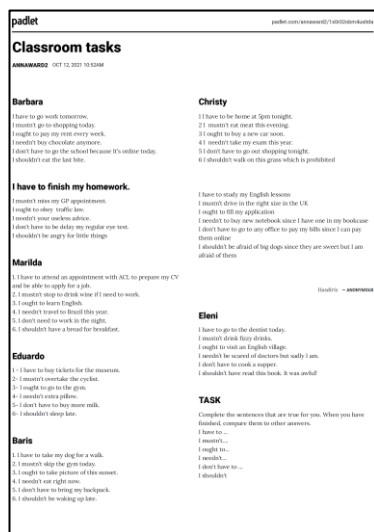 padlet
padlet.com/annaward2/1s0i02obmvkushda
Classroom tasks
ANNAWARD2 OCT 12, 2021 10:52AM
Barbara
I have to go work tomorrow.
I mustn't go to shopping today.
I ought to pay my rent every week.
I needn't buy chocolate anymore.
I don't have to go the school because It's online today.
I shouldn't eat the last bite.
I have to finish my homework.
I mustn't miss my GP appointment.
I ought to obey traffic law.
I needn't your useless advice.
I don't have to be delay my regular eye test.
I shouldn't be angry for little things
Marilda
1. I have to attend an appointment with ACL to prepare my CV
and be able to apply for a job.
2. I mustn't stop to drink wine if I need to work.
3. I ought to learn English.
4. I needn't travel to Brazil this year.
5. I don't need to work in the night.
6. I shouldn't have a bread for breakfast.
Eduardo
1 - I have to buy tickets for the museum.
2- I mustn't overtake the cyclist.
3- I ought to go to the gym.
4- I needn't extra pillow.
5- I don't have to buy more milk.
6- I shouldn't sleep late.
Baris
1. I have to take my dog for a walk.
2. I mustn't skip the gym today.
3. I ought to take picture of this sunset.
4. I needn't eat right now.
5. I don't have to bring my backpack.
6. I shouldn't be waking up late.
Christy
1 I have to be home at 5pm tonight.
2 I mustn't eat meat this evening.
3 I ought to buy a new car soon.
4 I needn't take my exam this year.
5 I don't have to go out shopping tonight.
6 I shouldn't walk on this grass which is prohibited
I have to study my English lessons
I mustn't drive in the right size in the UK
I ought to fill my application
I needn't to buy new notebook since I have one in my bookcase
I don't have to go to any office to pay my bills since I can pay
them online
I shouldn't be afraid of big dogs since they are sweet but I am
afraid of them
— ANONYMOUS
Eleni
I have to go to the dentist today.
I mustn't drink fizzy drinks.
I ought to visit an English village.
I needn't be scared of doctors but sadly I am.
I don't have to cook a supper.
I shouldn't have read this book. It was awful!
TASK
Complete the sentences that are true for you. When you have
finished, compare them to other answers.
I have to ...
I mustn't....
I ought to...
I needn't...
I don't have to ...
I shouldn't